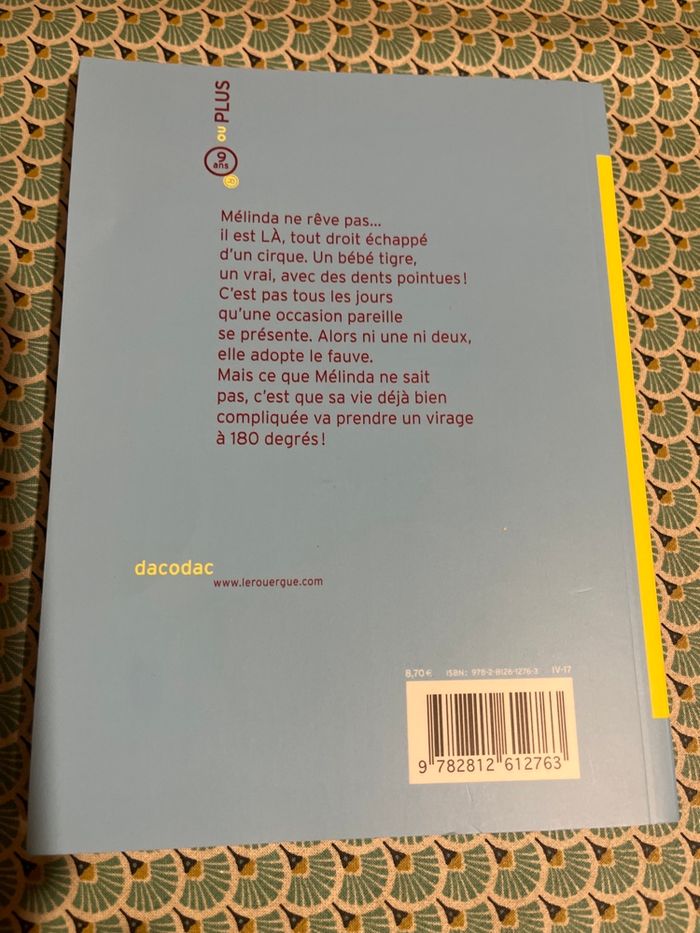 9 ans
ou PLUS
Mélinda ne rêve pas...
il est LÀ, tout droit échappé
d'un cirque. Un bébé tigre,
un vrai, avec des dents pointues !
C'est pas tous les jours
qu'une occasion pareille
se présente. Alors ni une ni deux,
elle adopte le fauve.
Mais ce que Mélinda ne sait
pas, c'est que sa vie déjà bien
compliquée va prendre un virage
à 180 degrés !
dacodac
www.lerouergue.com
8,70 € ISBN : 978-2-8126-1276-3 IV-17
9 782812 612763